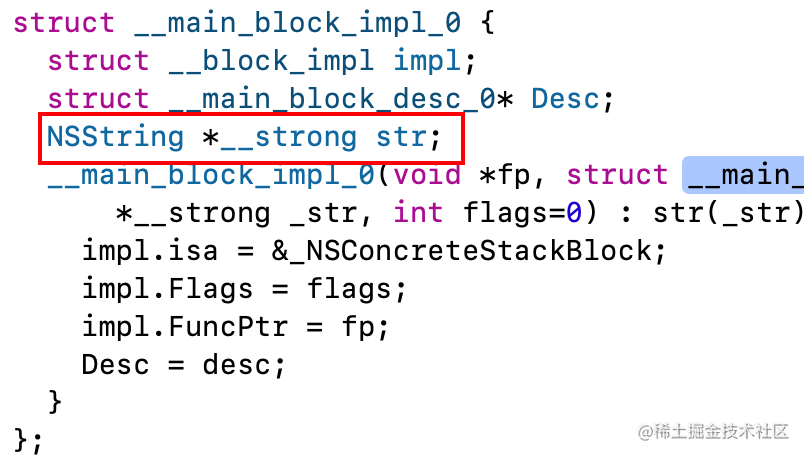 struct __main_block_impl_0 {
struct __block_impl impl;
struct __main_block_desc_0* Desc;
NSString *__strong str;
__main_block_impl_0(void *fp, struct __main_
*__strong _str, int flags=0) : str(_str)
impl.isa = &_NSConcreteStackBlock;
impl.Flags = flags;
impl.FuncPtr = fp;
Desc = desc;
}
};
@稀土掘金技术社区